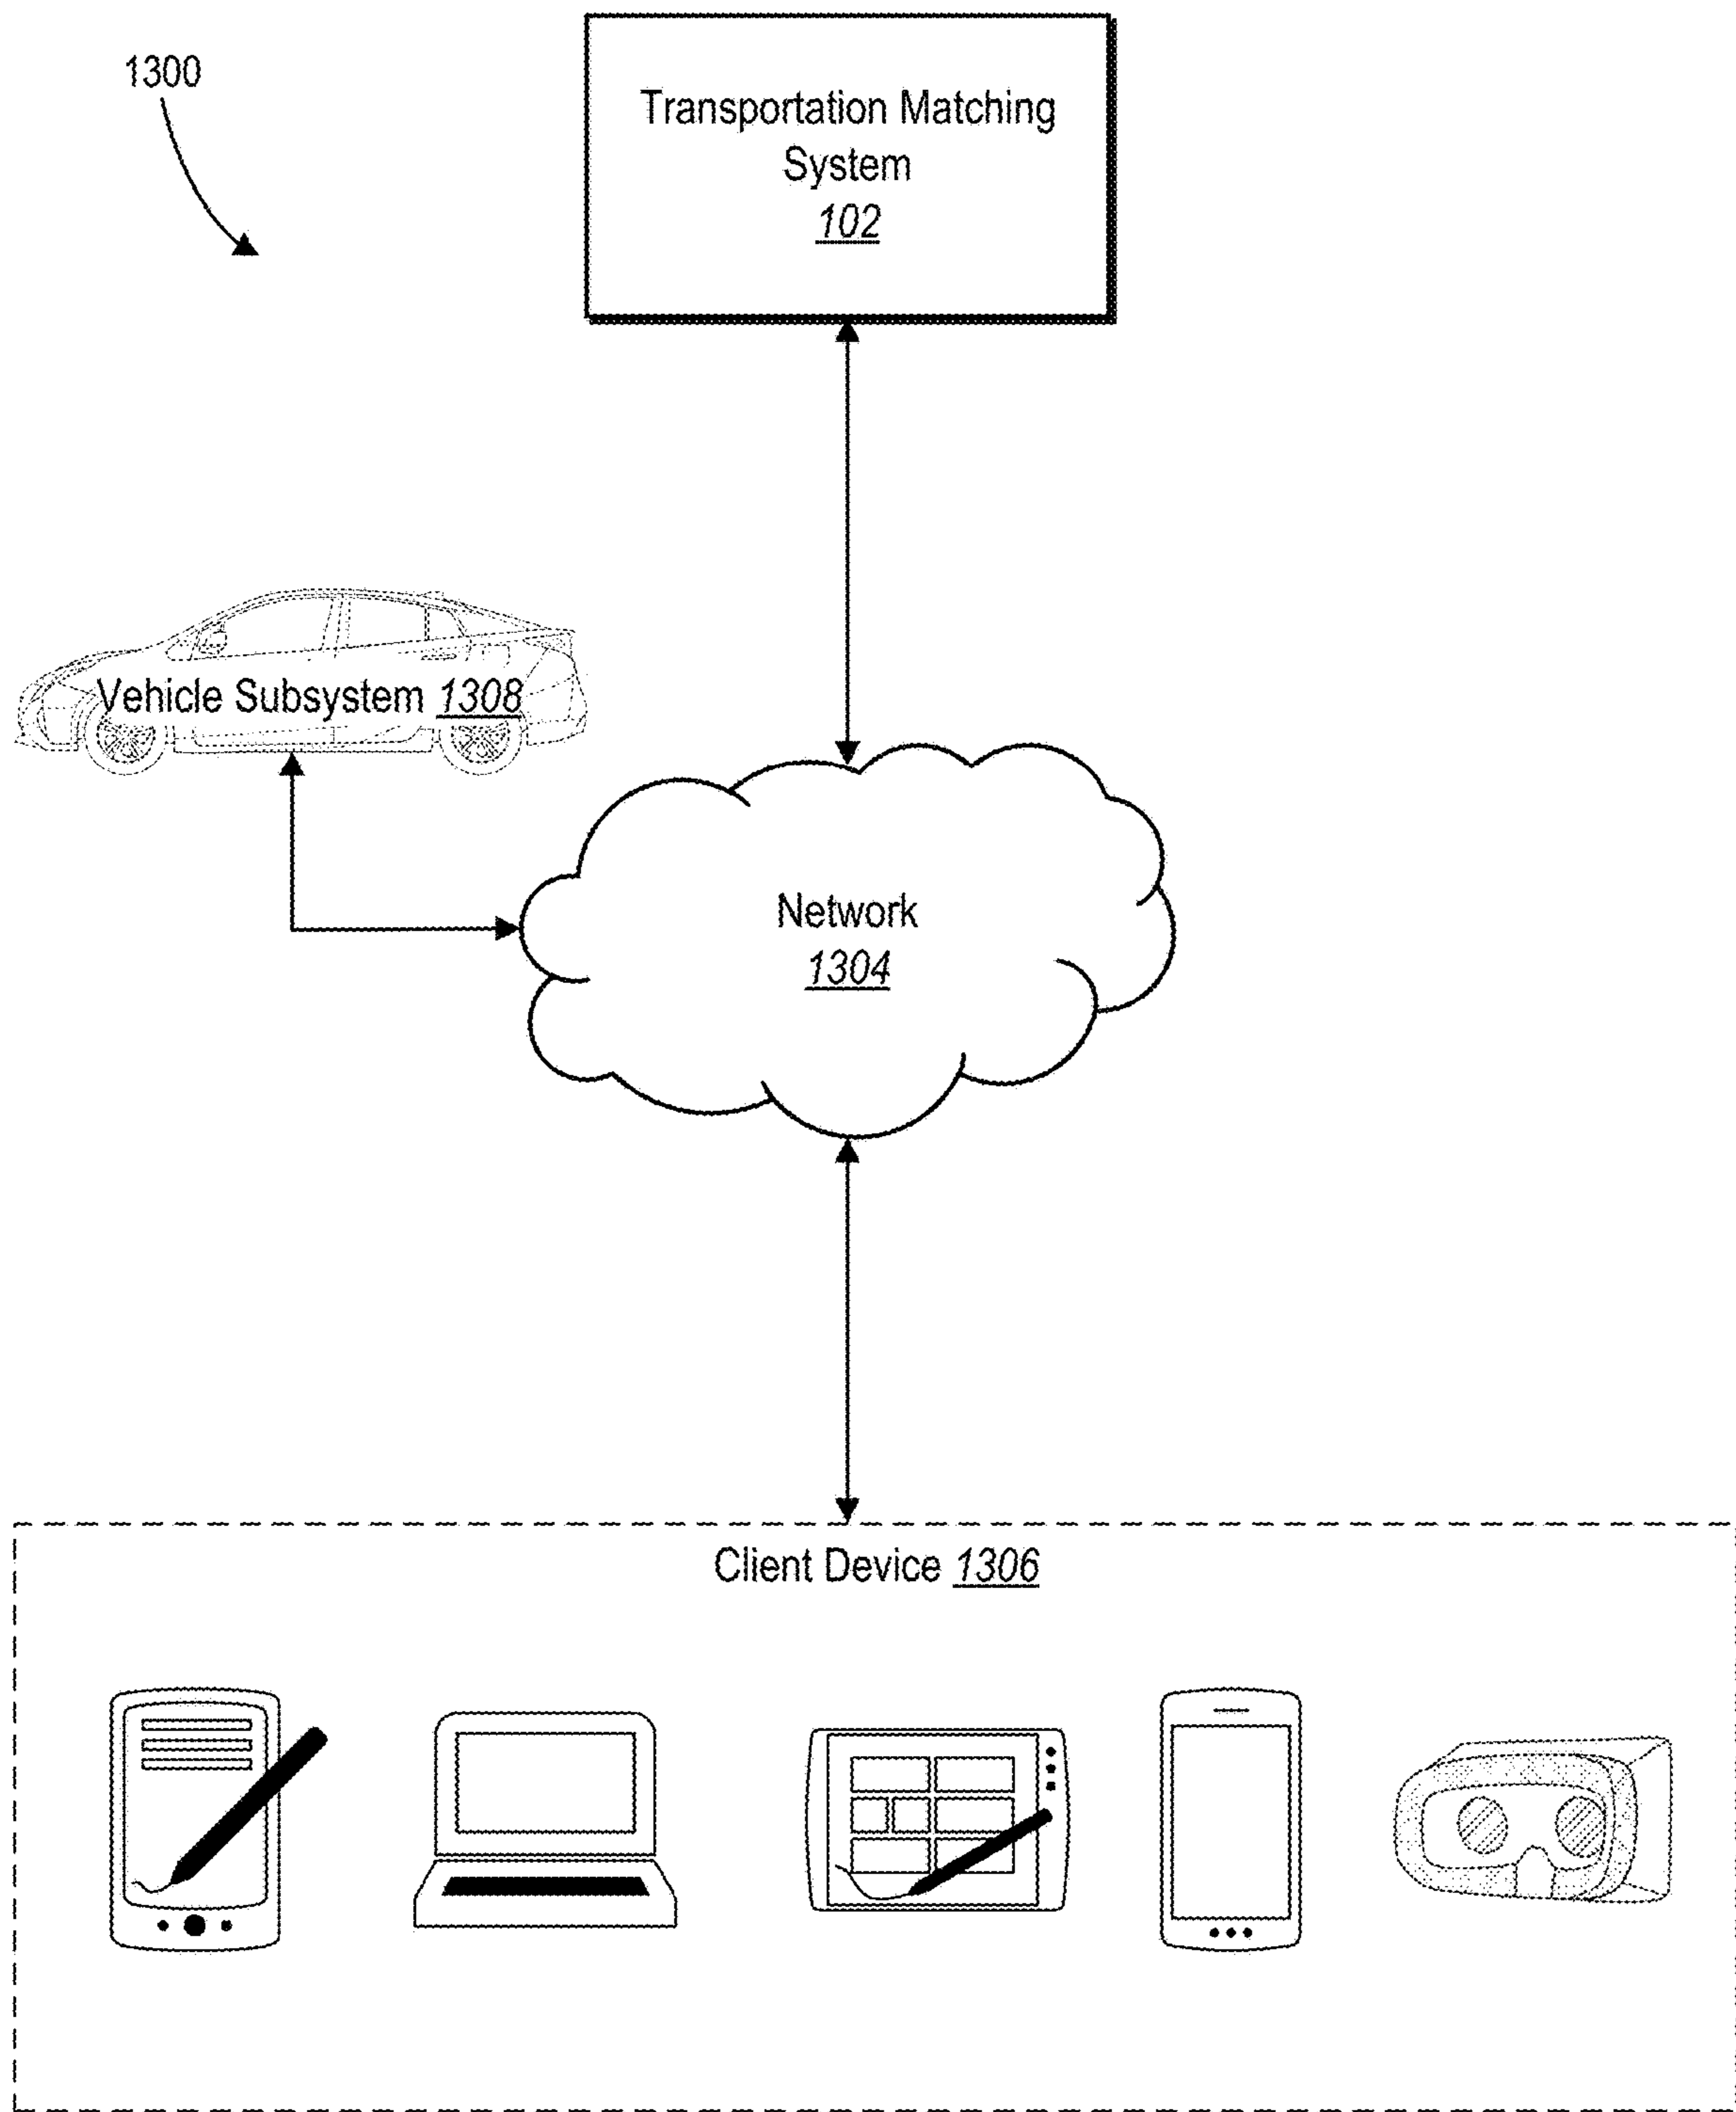 1300
Transportation Matching
System
102
Vehicle Subsystem 1308
Network
1304
Client Device 1306